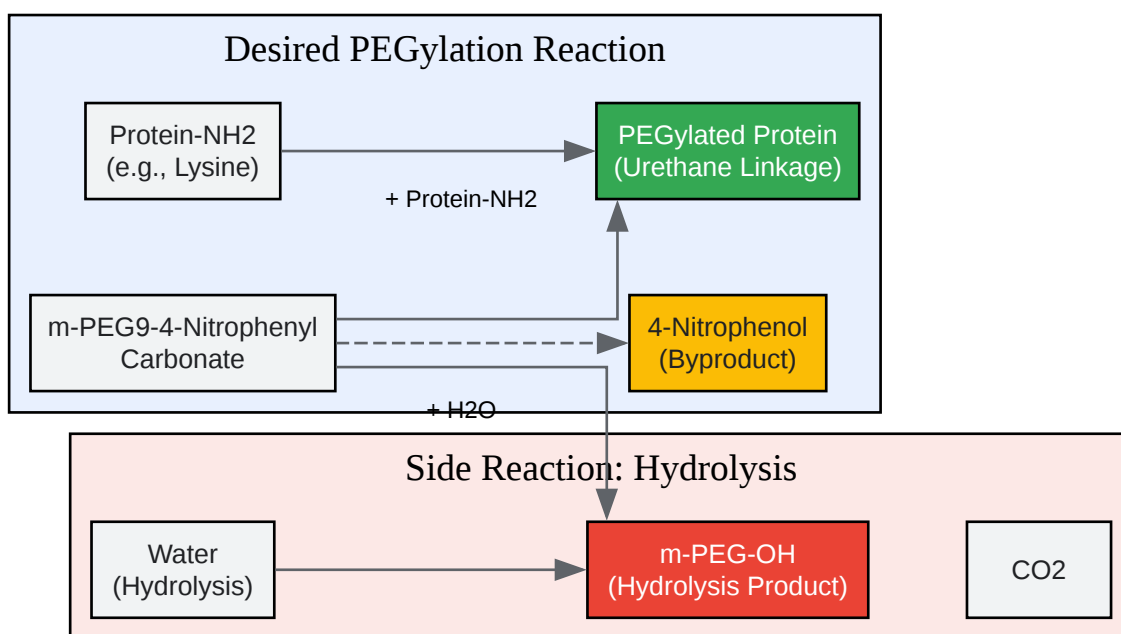 Desired PEGylation Reaction
Protein-NH2
(e.g., Lysine)
PEGylated Protein
(Urethane Linkage)
+ Protein-NH2
m-PEG9-4-Nitrophenyl
Carbonate
4-Nitrophenol
(Byproduct)
+ H2O
Side Reaction: Hydrolysis
Water
(Hydrolysis)
m-PEG-OH
(Hydrolysis Product)
CO2